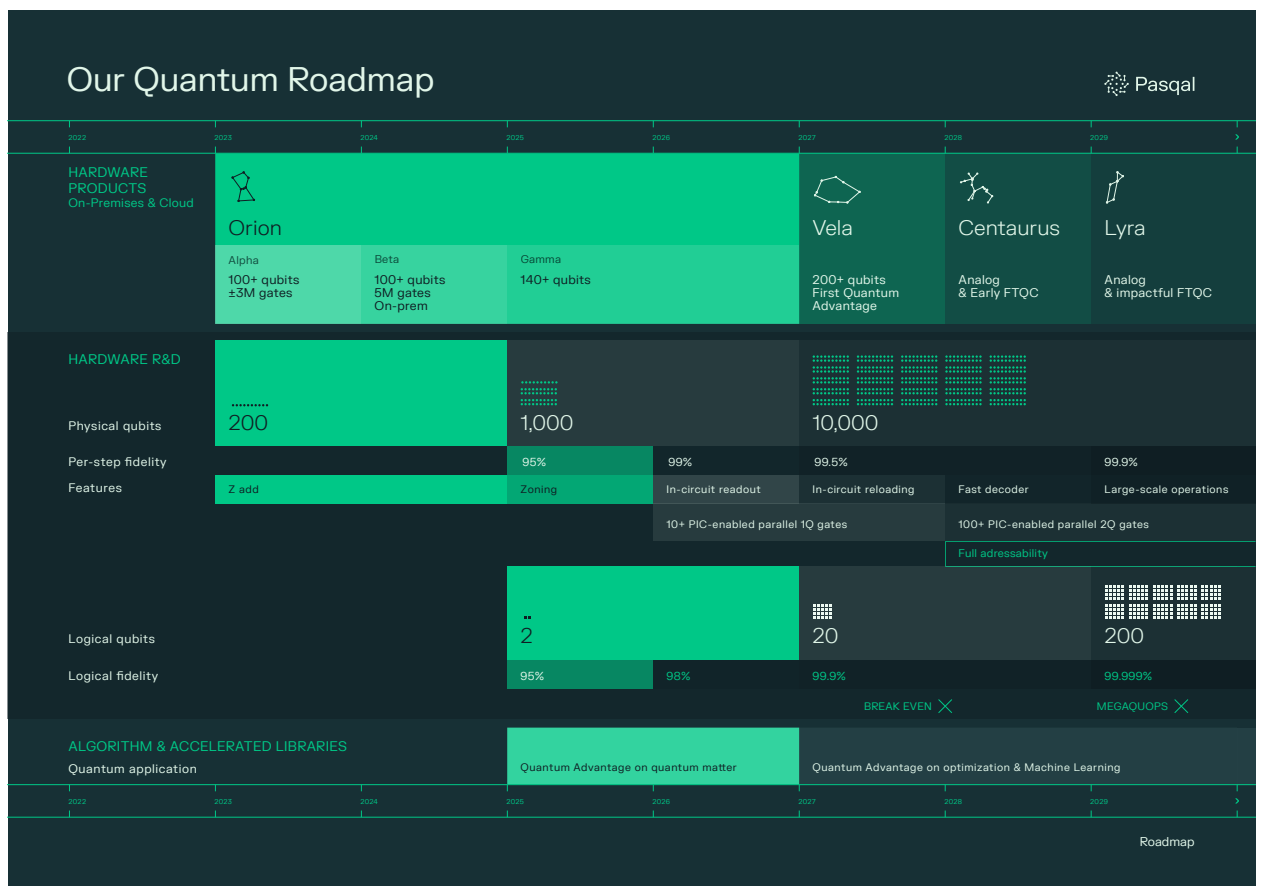 Our Quantum Roadmap
Pasqal
2022 2023 2024 2025 2026 2027 2028 2029
HARDWARE
PRODUCTS
On-Premises & Cloud
Orion
Vela
Centaurus
Lyra
Alpha
100+ qubits
±3M gates
Beta
100+ qubits
5M gates
On-prem
Gamma
140+ qubits
200+ qubits
First Quantum
Advantage
Analog
& Early FTQC
Analog
& impactful FTQC
HARDWARE R&D
Physical qubits
200
1,000
10,000
Per-step fidelity
95%
99%
99.5%
99.9%
Features
Z add
Zoning
In-circuit readout
In-circuit reloading
Fast decoder
Large-scale operations
10+ PIC-enabled parallel 1Q gates
100+ PIC-enabled parallel 2Q gates
Full adressability
Logical qubits
2
20
200
Logical fidelity
95%
98%
99.9%
99.999%
BREAK EVEN
MEGAQUOPS
ALGORITHM & ACCELERATED LIBRARIES
Quantum application
Quantum Advantage on quantum matter
Quantum Advantage on optimization & Machine Learning
2022 2023 2024 2025 2026 2027 2028 2029
Roadmap